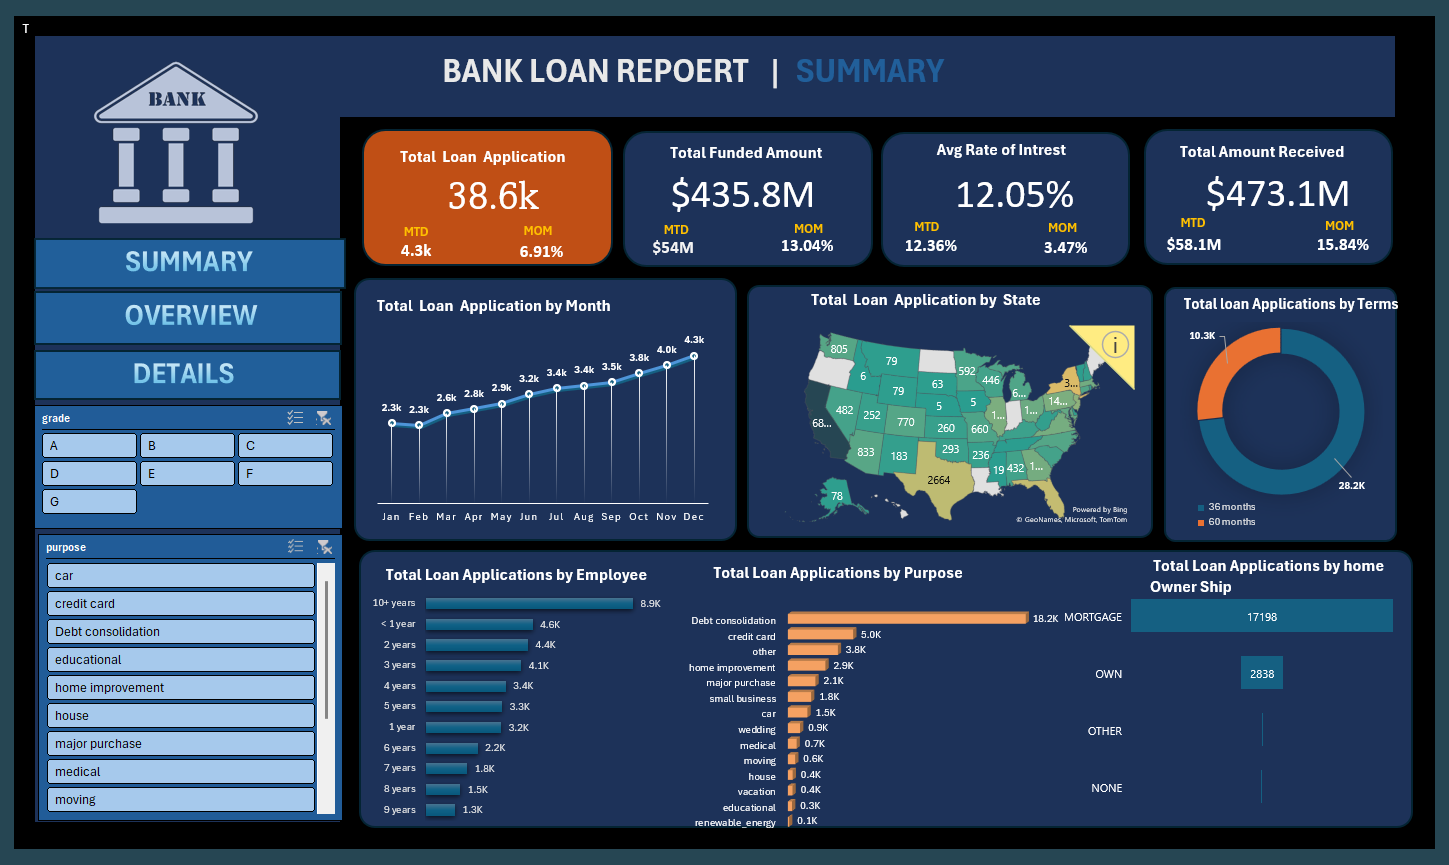 T
BANK LOAN REPOERT | SUMMARY
BANK
SUMMARY
OVERVIEW
DETAILS
grade
A B C
D E F
G
purpose
car
credit card
Debt consolidation
educational
home improvement
house
major purchase
medical
moving
Total Loan Application
38.6k
MTD MOM
4.3k 6.91%
Total Funded Amount
$435.8M
MTD MOM
$54M 13.04%
Avg Rate of Intrest
12.05%
MTD MOM
12.36% 3.47%
Total Amount Received
$473.1M
MTD MOM
$58.1M 15.84%
Total Loan Application by Month
2.3k 2.3k 2.6k 2.8k 2.9k 3.2k 3.4k 3.4k 3.5k 3.8k 4.0k 4.3k
Jan Feb Mar Apr May Jun Jul Aug Sep Oct Nov Dec
Total Loan Application by State
805
79
6
592
446
63
79
3...
6...
14...
482
252
5
5
1...
1...
68...
770
260
660
833
183
293
236
19
432
1...
2664
78
Powered by Bing
© GeoNames, Microsoft, TomTom
Total loan Applications by Terms
10.3K
28.2K
36 months
60 months
Total Loan Applications by Employee
10+ years 8.9K
< 1 year 4.6K
2 years 4.4K
3 years 4.1K
4 years 3.4K
5 years 3.3K
1 year 3.2K
6 years 2.2K
7 years 1.8K
8 years 1.5K
9 years 1.3K
Total Loan Applications by Purpose
Debt consolidation 18.2K
credit card 5.0K
other 3.8K
home improvement 2.9K
major purchase 2.1K
small business 1.8K
car 1.5K
wedding 0.9K
medical 0.7K
moving 0.6K
house 0.4K
vacation 0.4K
educational 0.3K
renewable_energy 0.1K
Total Loan Applications by home
Owner Ship
MORTGAGE 17198
OWN 2838
OTHER
NONE